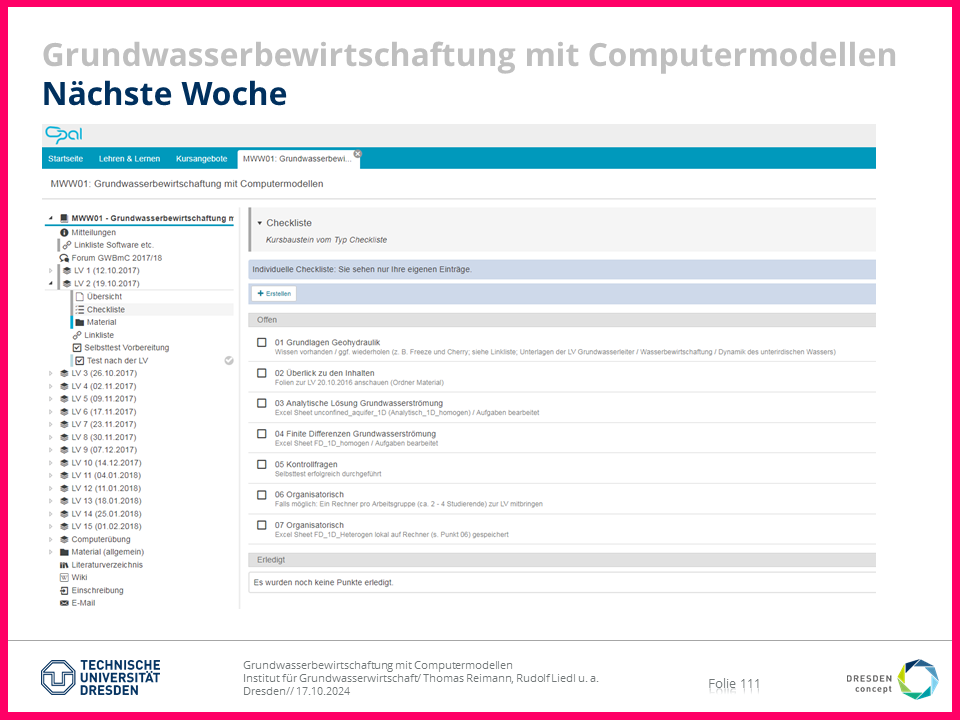 Grundwasserbewirtschaftung mit Computermodellen
Nächste Woche
Opal
Startseite
Lehren & Lernen
Kursangebote
MWW01: Grundwasserbewi...
MWW01: Grundwasserbewirtschaftung mit Computermodellen
MWW01 - Grundwasserbewirtschaftung m
Mitteilungen
Linkliste Software etc.
Forum GWBmC 2017/18
LV 1 (12.10.2017)
LV 2 (19.10.2017)
Übersicht
Checkliste
Material
Linkliste
Selbsttest Vorbereitung
Test nach der LV
LV 3 (26.10.2017)
LV 4 (02.11.2017)
LV 5 (09.11.2017)
LV 6 (17.11.2017)
LV 7 (23.11.2017)
LV 8 (30.11.2017)
LV 9 (07.12.2017)
LV 10 (14.12.2017)
LV 11 (04.01.2018)
LV 12 (11.01.2018)
LV 13 (18.01.2018)
LV 14 (25.01.2018)
LV 15 (01.02.2018)
Computerübung
Material (allgemein)
Literaturverzeichnis
Wiki
Einschreibung
E-Mail
Checkliste
Kursbaustein vom Typ Checkliste
Individuelle Checkliste: Sie sehen nur Ihre eigenen Einträge.
+ Erstellen
Offen
01 Grundlagen Geohydraulik
Wissen vorhanden / ggf. wiederholen (z. B. Freeze und Cherry; siehe Linkliste; Unterlagen der LV Grundwasserleiter / Wasserbewirtschaftung / Dynamik des unterirdischen Wassers)
02 Überlick zu den Inhalten
Folien zur LV 20.10.2016 anschauen (Ordner Material)
03 Analytische Lösung Grundwasserströmung
Excel Sheet unconfined_aquifer_1D (Analytisch_1D_homogen) / Aufgaben bearbeitet
04 Finite Differenzen Grundwasserströmung
Excel Sheet FD_1D_homogen / Aufgaben bearbeitet
05 Kontrollfragen
Selbsttest erfolgreich durchgeführt
06 Organisatorisch
Falls möglich: Ein Rechner pro Arbeitsgruppe (ca. 2 - 4 Studierende) zur LV mitbringen
07 Organisatorisch
Excel Sheet FD_1D_Heterogen lokal auf Rechner (s. Punkt 06) gespeichert
Erledigt
Es wurden noch keine Punkte erledigt.
TECHNISCHE
UNIVERSITÄT
DRESDEN
Grundwasserbewirtschaftung mit Computermodellen
Institut für Grundwasserwirtschaft/ Thomas Reimann, Rudolf Liedl u. a.
Dresden// 17.10.2024
Folie 111
DRESDEN
concept